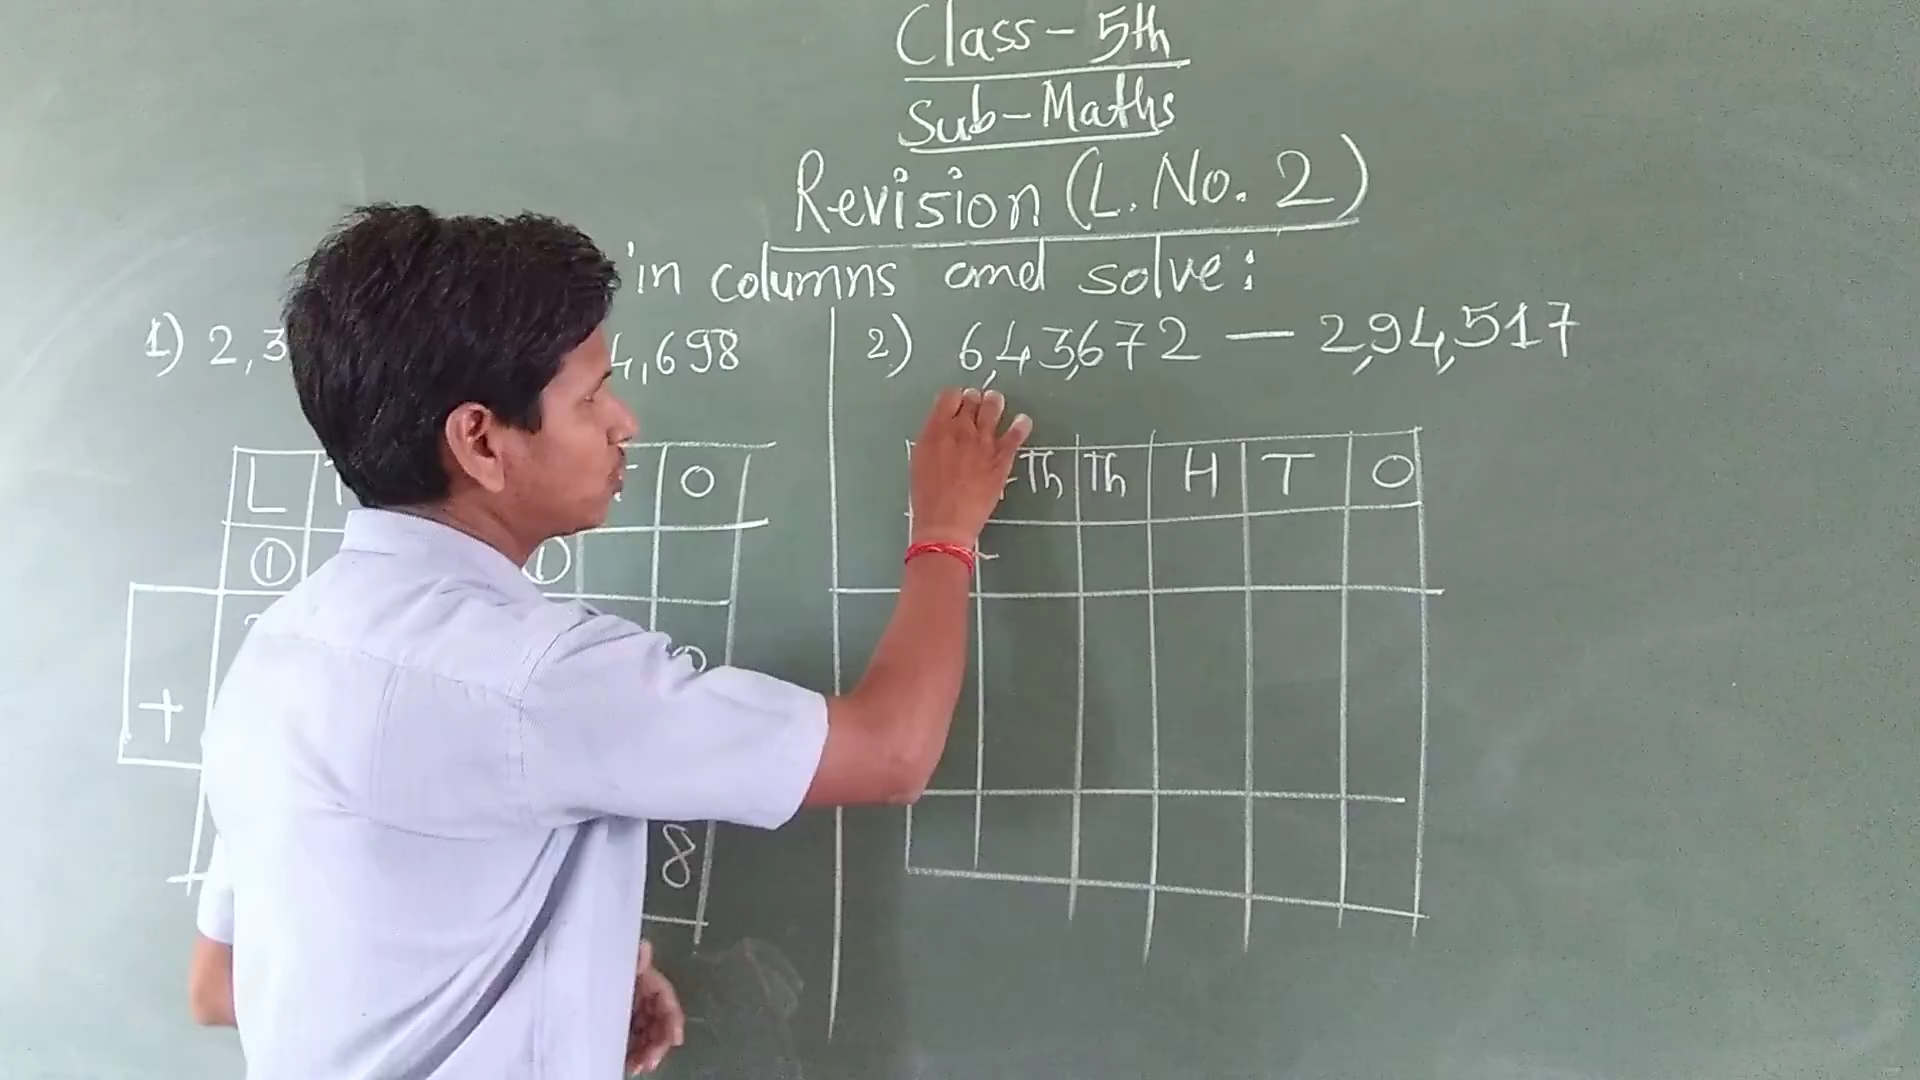 Class - 5th
Sub - Maths
Revision (L. No. 2)
in columns and solve:
1) 2,3 4,698
2) 6,43,672 — 2,94,517
L O
Th Th H T O
①
①
+
8